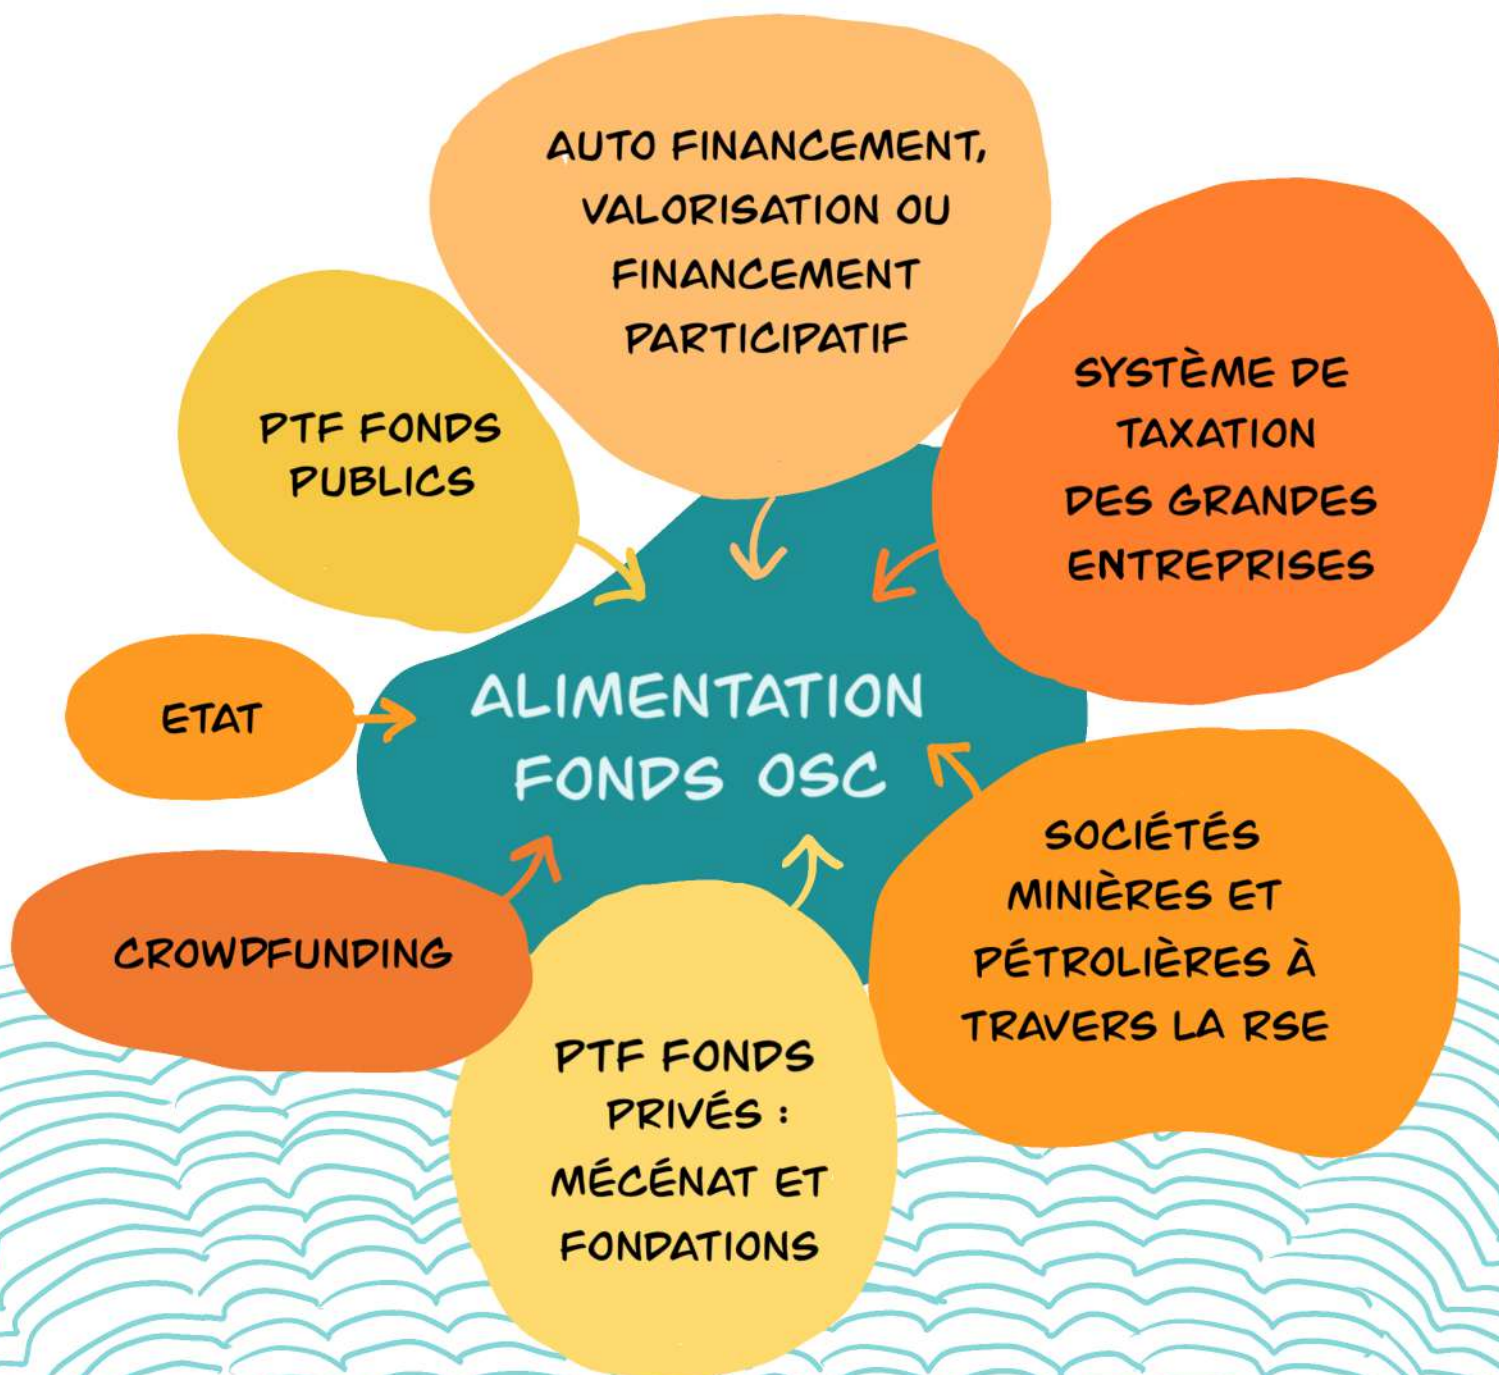 AUTO FINANCEMENT,
VALORISATION OU
FINANCEMENT
PARTICIPATIF
SYSTÈME DE
TAXATION
DES GRANDES
ENTREPRISES
PTF FONDS
PUBLICS
ETAT
ALIMENTATION
FONDS OSC
SOCIÉTÉS
MINIÈRES ET
PÉTROLIÈRES À
TRAVERS LA RSE
CROWDFUNDING
PTF FONDS
PRIVÉS :
MÉCÉNAT ET
FONDATIONS